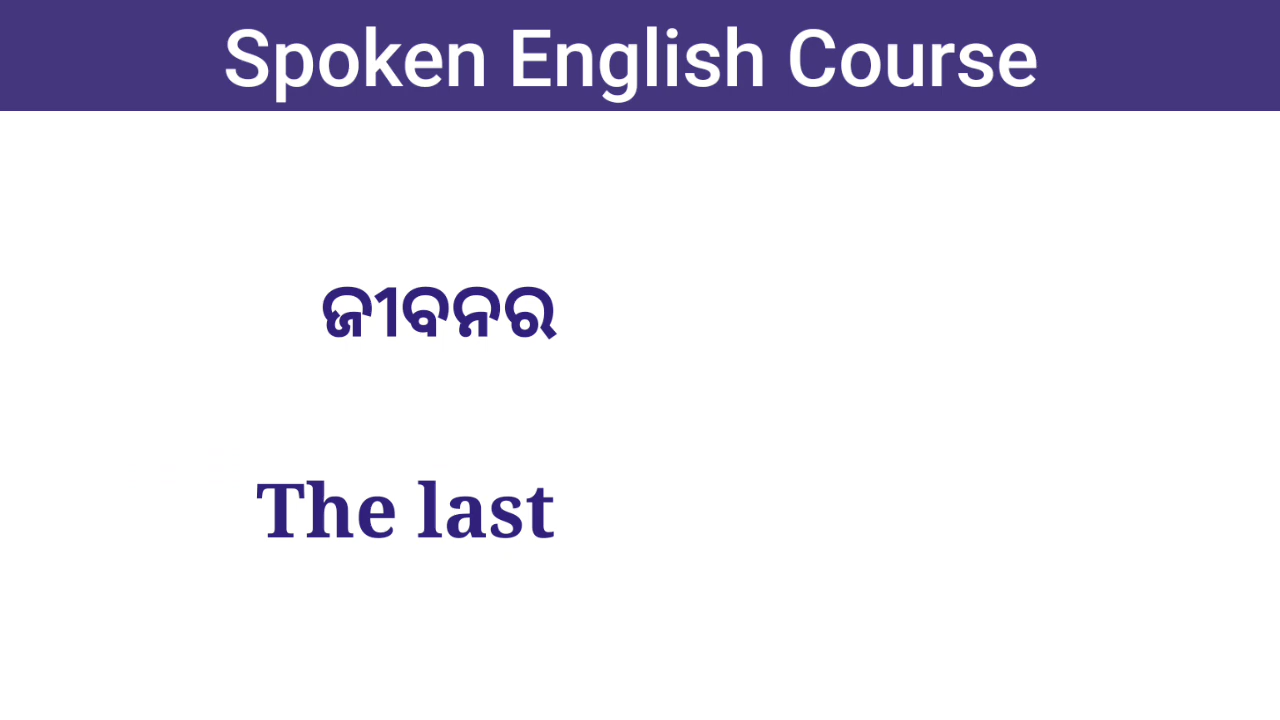 Spoken English Course
ଜୀବନର
The last